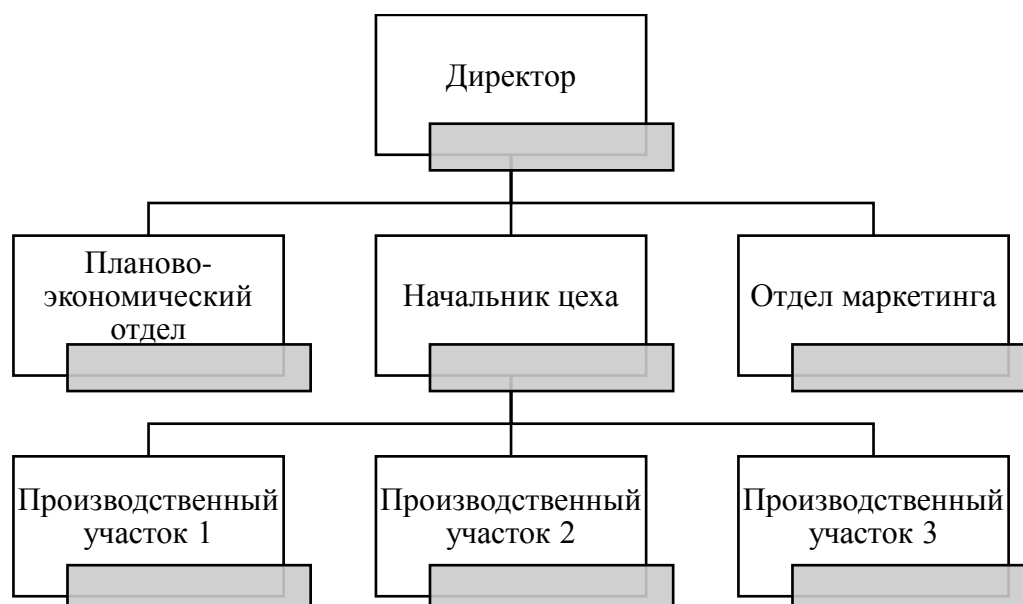 Директор
Планово-
экономический
отдел
Начальник цеха
Отдел маркетинга
Производственный
участок 1
Производственный
участок 2
Производственный
участок 3